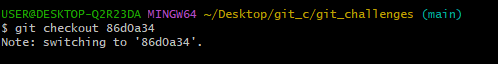 USER@DESKTOP-Q2R23DA MINGW64 ~/Desktop/git_c/git_challenges (main)
$ git checkout 86d0a34
Note: switching to '86d0a34'.